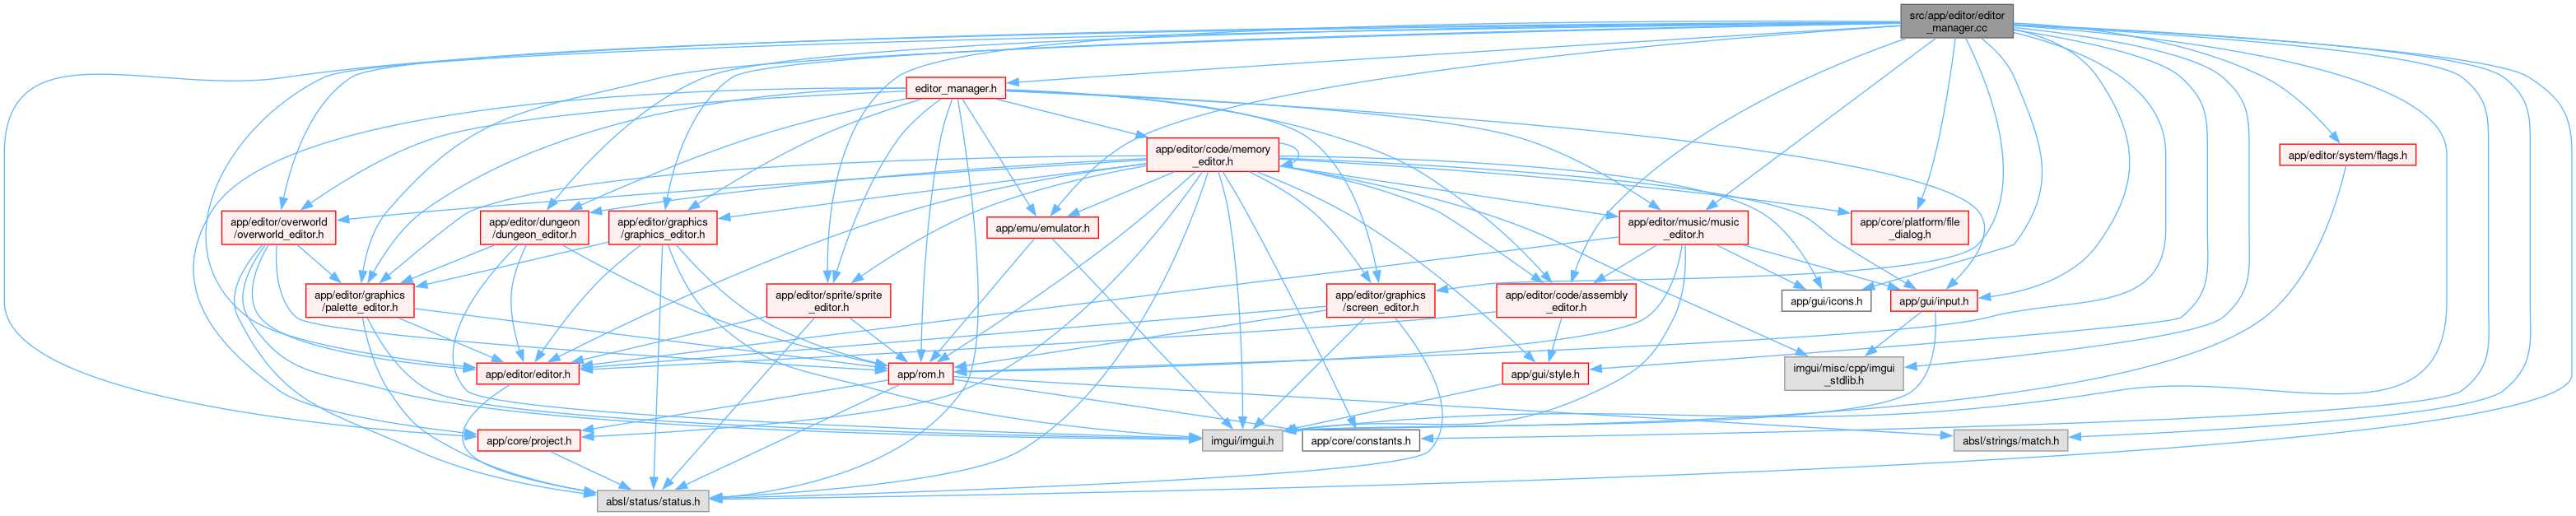 src/app/editor/editor
_manager.cc
editor_manager.h
app/editor/code/memory
_editor.h
app/editor/system/flags.h
app/editor/overworld
/overworld_editor.h
app/editor/dungeon
/dungeon_editor.h
app/editor/graphics
/graphics_editor.h
app/emu/emulator.h
app/editor/music/music
_editor.h
app/core/platform/file
_dialog.h
app/editor/graphics
/palette_editor.h
app/editor/sprite/sprite
_editor.h
app/editor/graphics
/screen_editor.h
app/editor/code/assembly
_editor.h
app/gui/icons.h
app/gui/input.h
app/editor/editor.h
app/rom.h
app/gui/style.h
imgui/misc/cpp/imgui
_stdlib.h
app/core/project.h
imgui/imgui.h
app/core/constants.h
absl/strings/match.h
absl/status/status.h